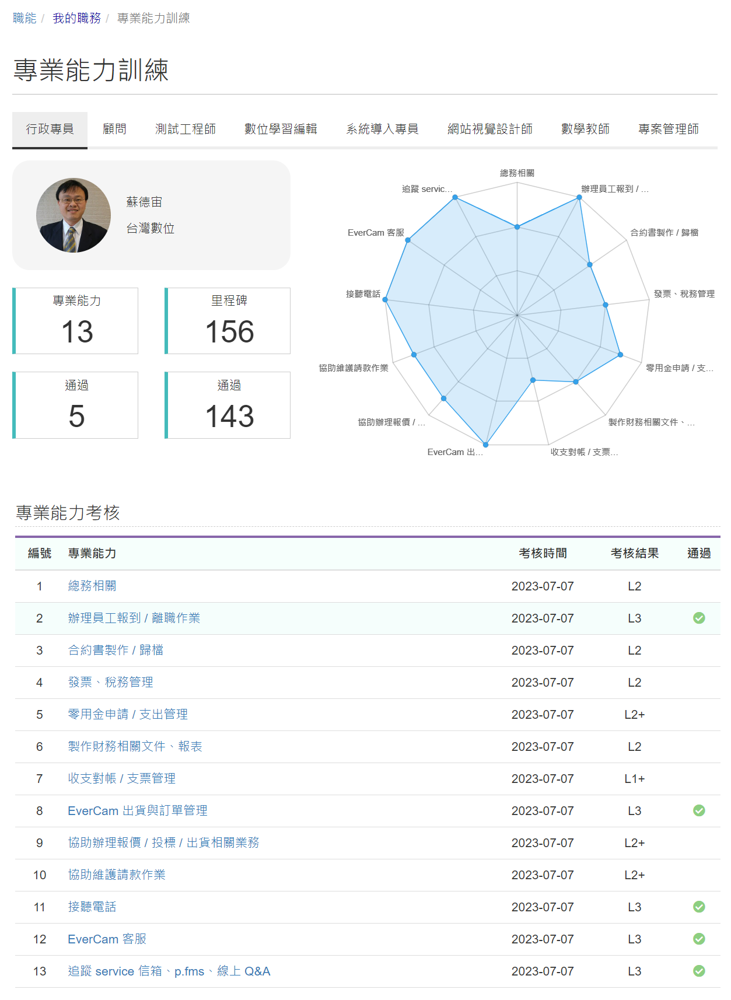 職能 / 我的職務 / 專業能力訓練
專業能力訓練
行政專員 顧問 測試工程師 數位學習編輯 系統導入專員 網站視覺設計師 數學教師 專案管理師
蘇德宙
台灣數位
專業能力
13
里程碑
156
通過
5
通過
143
總務相關
追蹤 servic...
辦理員工報到 / ...
EverCam 客服
合約書製作 / 歸檔
接聽電話
發票、稅務管理
協助維護請款作業
零用金申請 / 支...
協助辦理報價 / ...
製作財務相關文件、...
EverCam 出...
收支對帳 / 支票...
專業能力考核
編號 專業能力 考核時間 考核結果 通過
1 總務相關 2023-07-07 L2
2 辦理員工報到 / 離職作業 2023-07-07 L3
3 合約書製作 / 歸檔 2023-07-07 L2
4 發票、稅務管理 2023-07-07 L2
5 零用金申請 / 支出管理 2023-07-07 L2+
6 製作財務相關文件、報表 2023-07-07 L2
7 收支對帳 / 支票管理 2023-07-07 L1+
8 EverCam 出貨與訂單管理 2023-07-07 L3
9 協助辦理報價 / 投標 / 出貨相關業務 2023-07-07 L2+
10 協助維護請款作業 2023-07-07 L2+
11 接聽電話 2023-07-07 L3
12 EverCam 客服 2023-07-07 L3
13 追蹤 service 信箱、p.fms、線上 Q&A 2023-07-07 L3